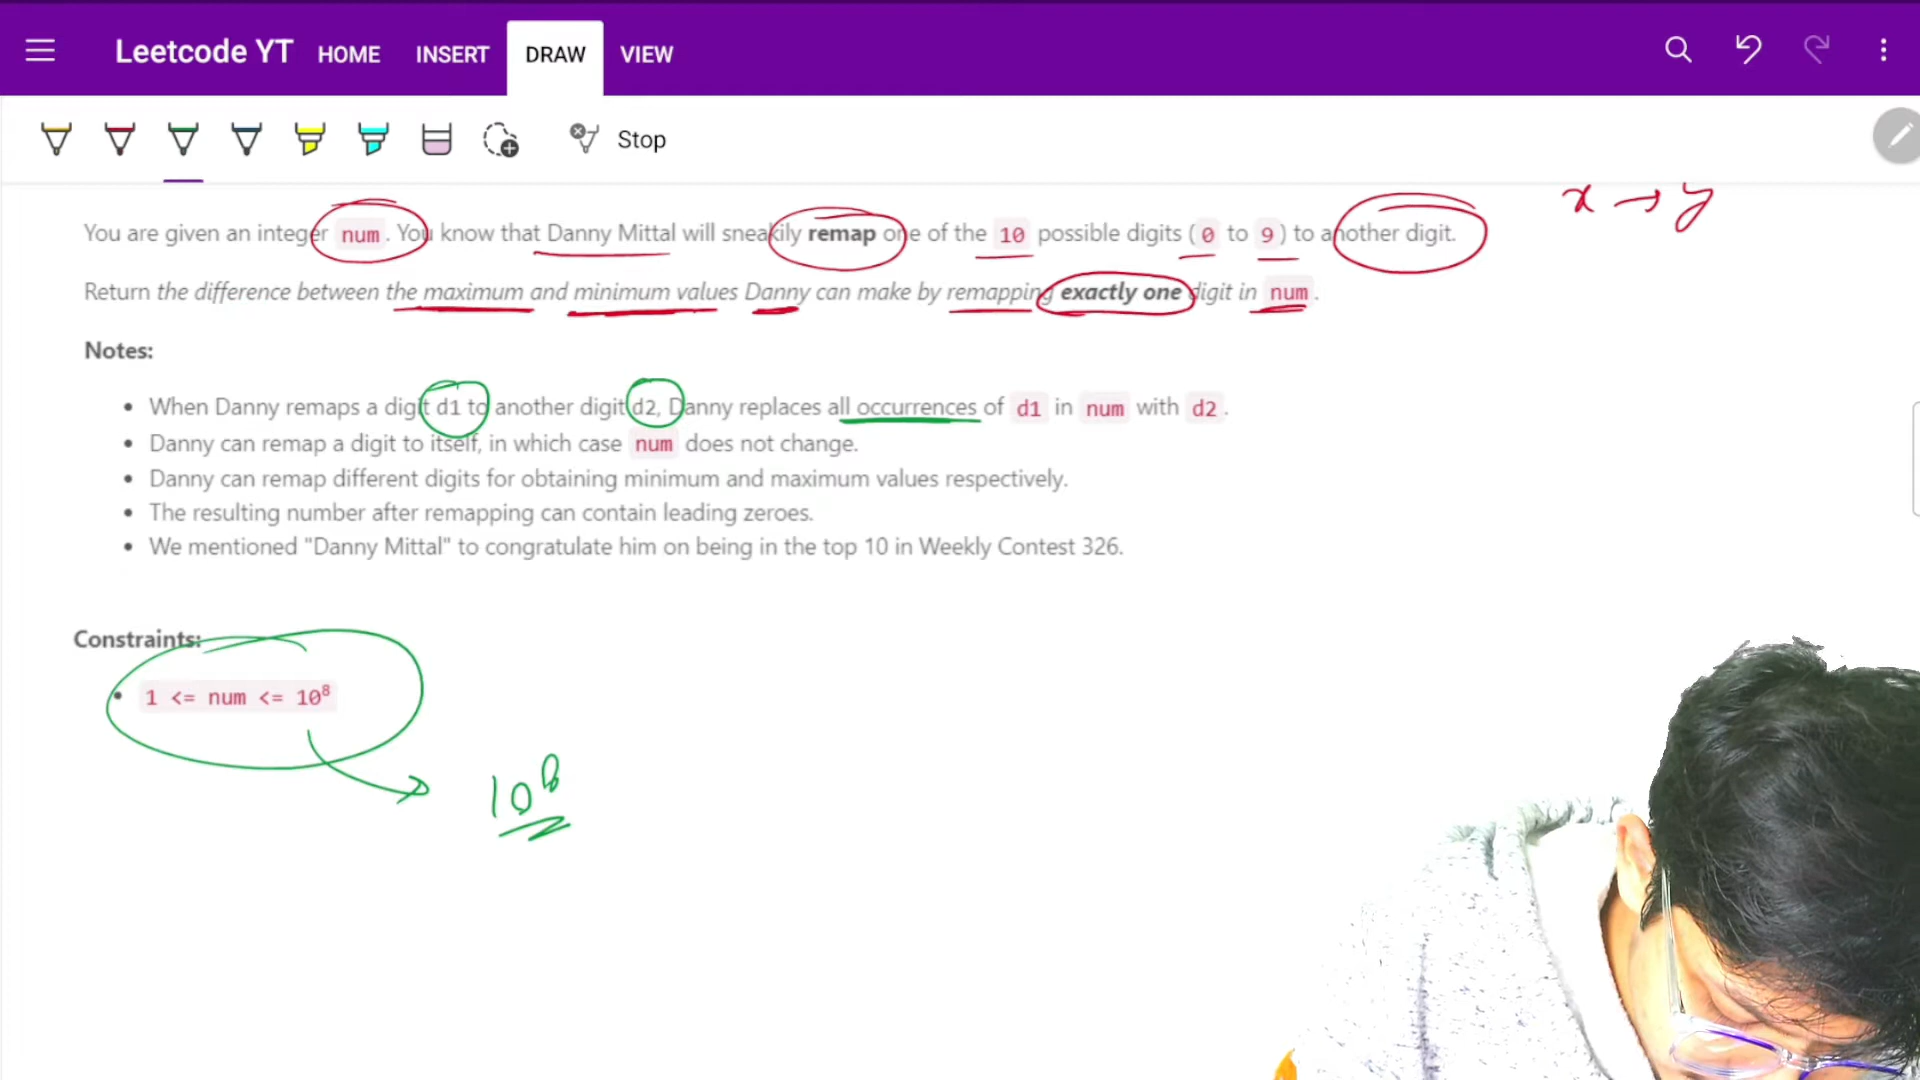 Leetcode YT HOME INSERT DRAW VIEW
Stop
x → y
You are given an integer num. You know that Danny Mittal will sneakily remap one of the 10 possible digits (0 to 9) to another digit.
Return the difference between the maximum and minimum values Danny can make by remapping exactly one digit in num.
Notes:
• When Danny remaps a digit d1 to another digit d2, Danny replaces all occurrences of d1 in num with d2.
• Danny can remap a digit to itself, in which case num does not change.
• Danny can remap different digits for obtaining minimum and maximum values respectively.
• The resulting number after remapping can contain leading zeroes.
• We mentioned "Danny Mittal" to congratulate him on being in the top 10 in Weekly Contest 326.
Constraints:
• 1 <= num <= 10⁸
10⁸